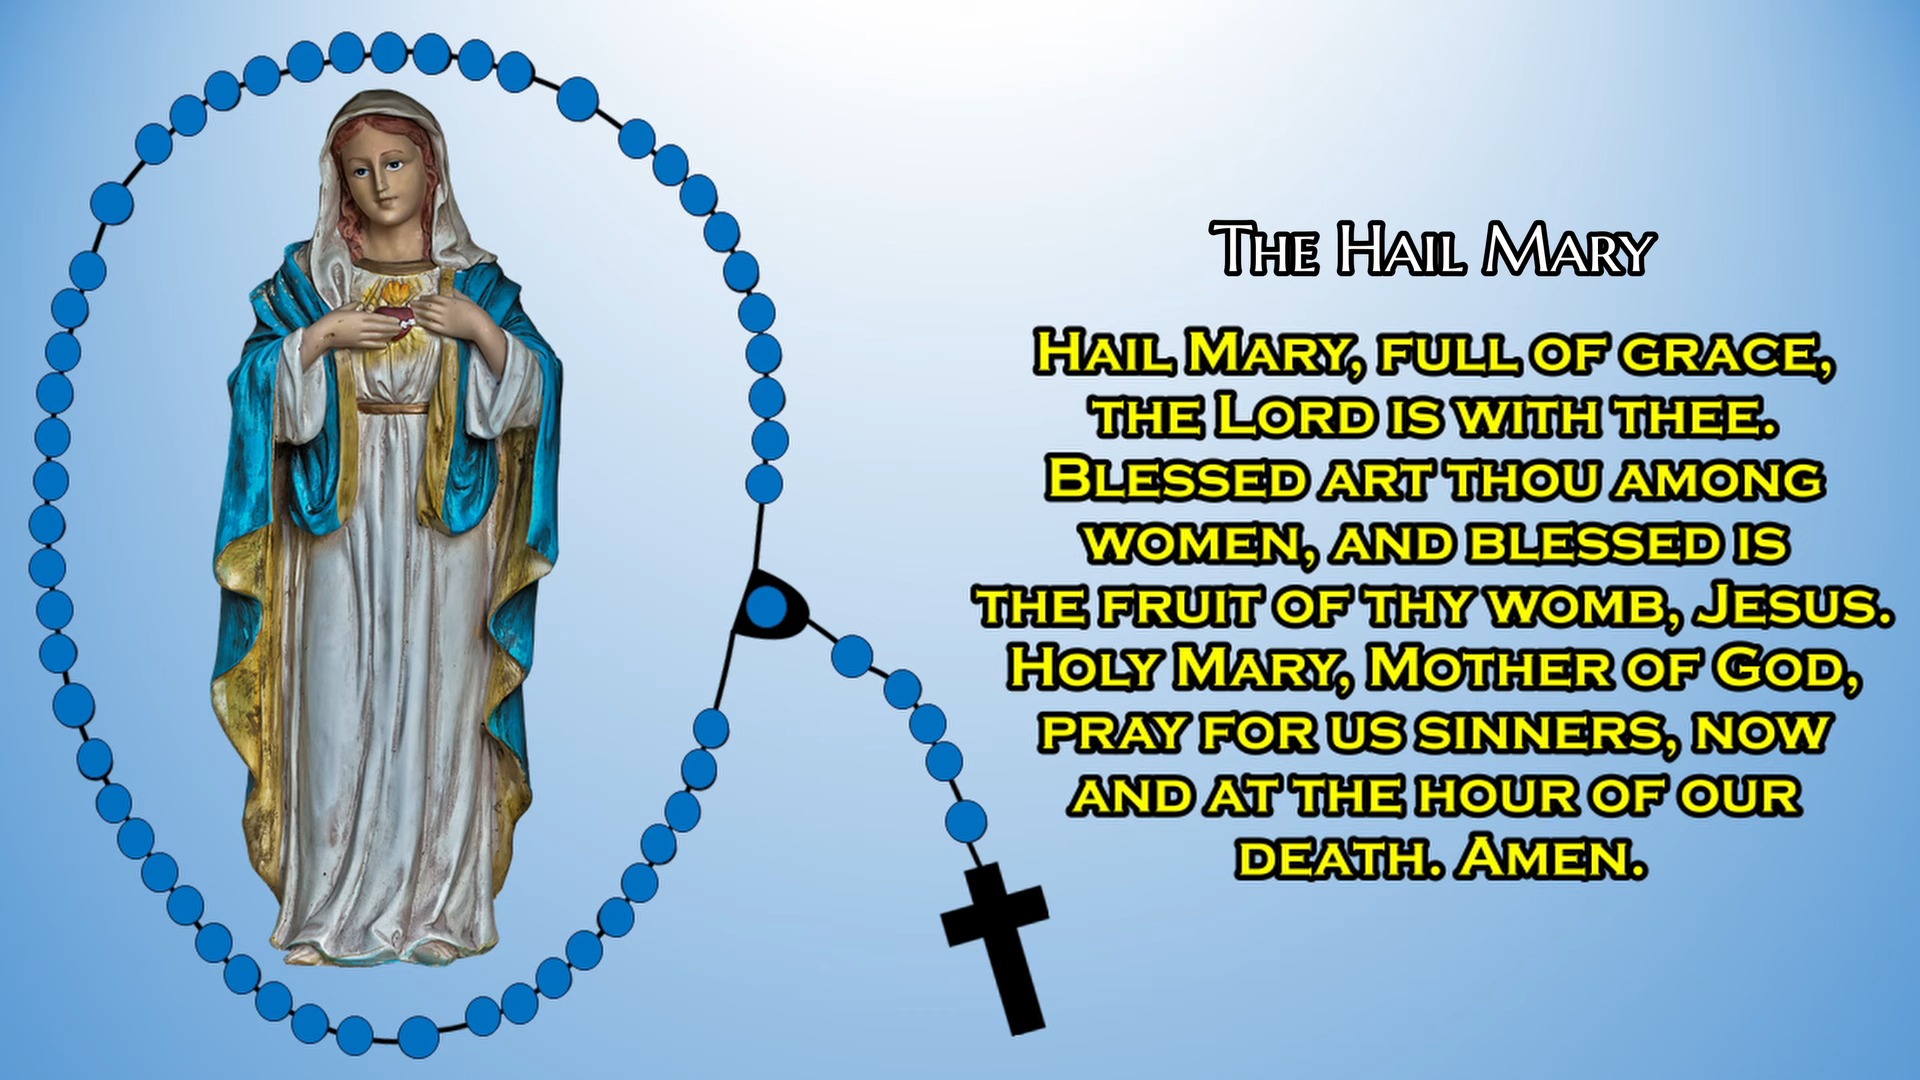 The Hail Mary
Hail Mary, full of grace,
the Lord is with thee.
Blessed art thou among
women, and blessed is
the fruit of thy womb, Jesus.
Holy Mary, Mother of God,
pray for us sinners, now
and at the hour of our
death. Amen.